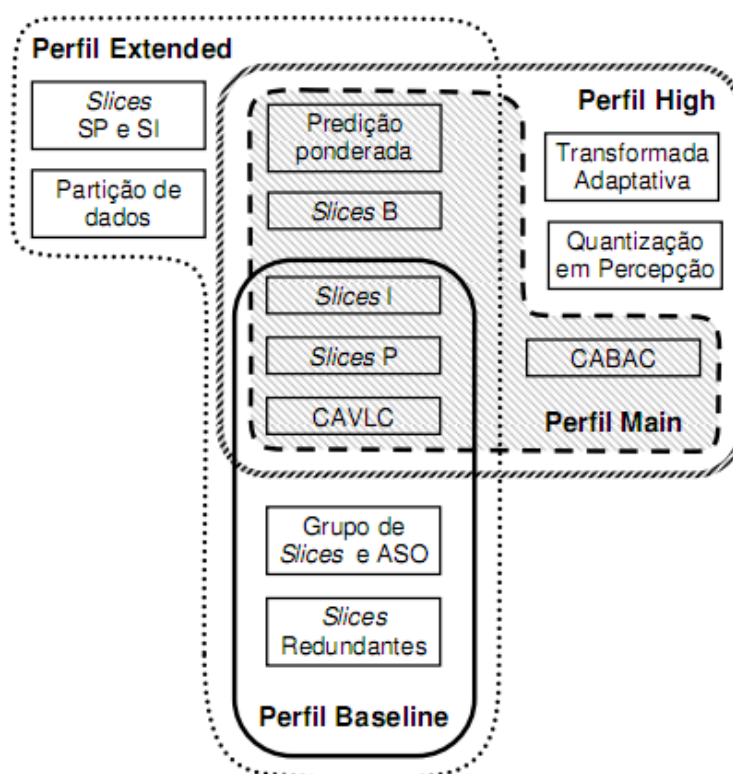 Perfil Extended
Slices
SP e SI
Partição de
dados
Predição
ponderada
Slices B
Slices I
Slices P
CAVLC
Perfil High
Transformada
Adaptativa
Quantização
em Percepção
CABAC
Perfil Main
Grupo de
Slices e ASO
Slices
Redundantes
Perfil Baseline